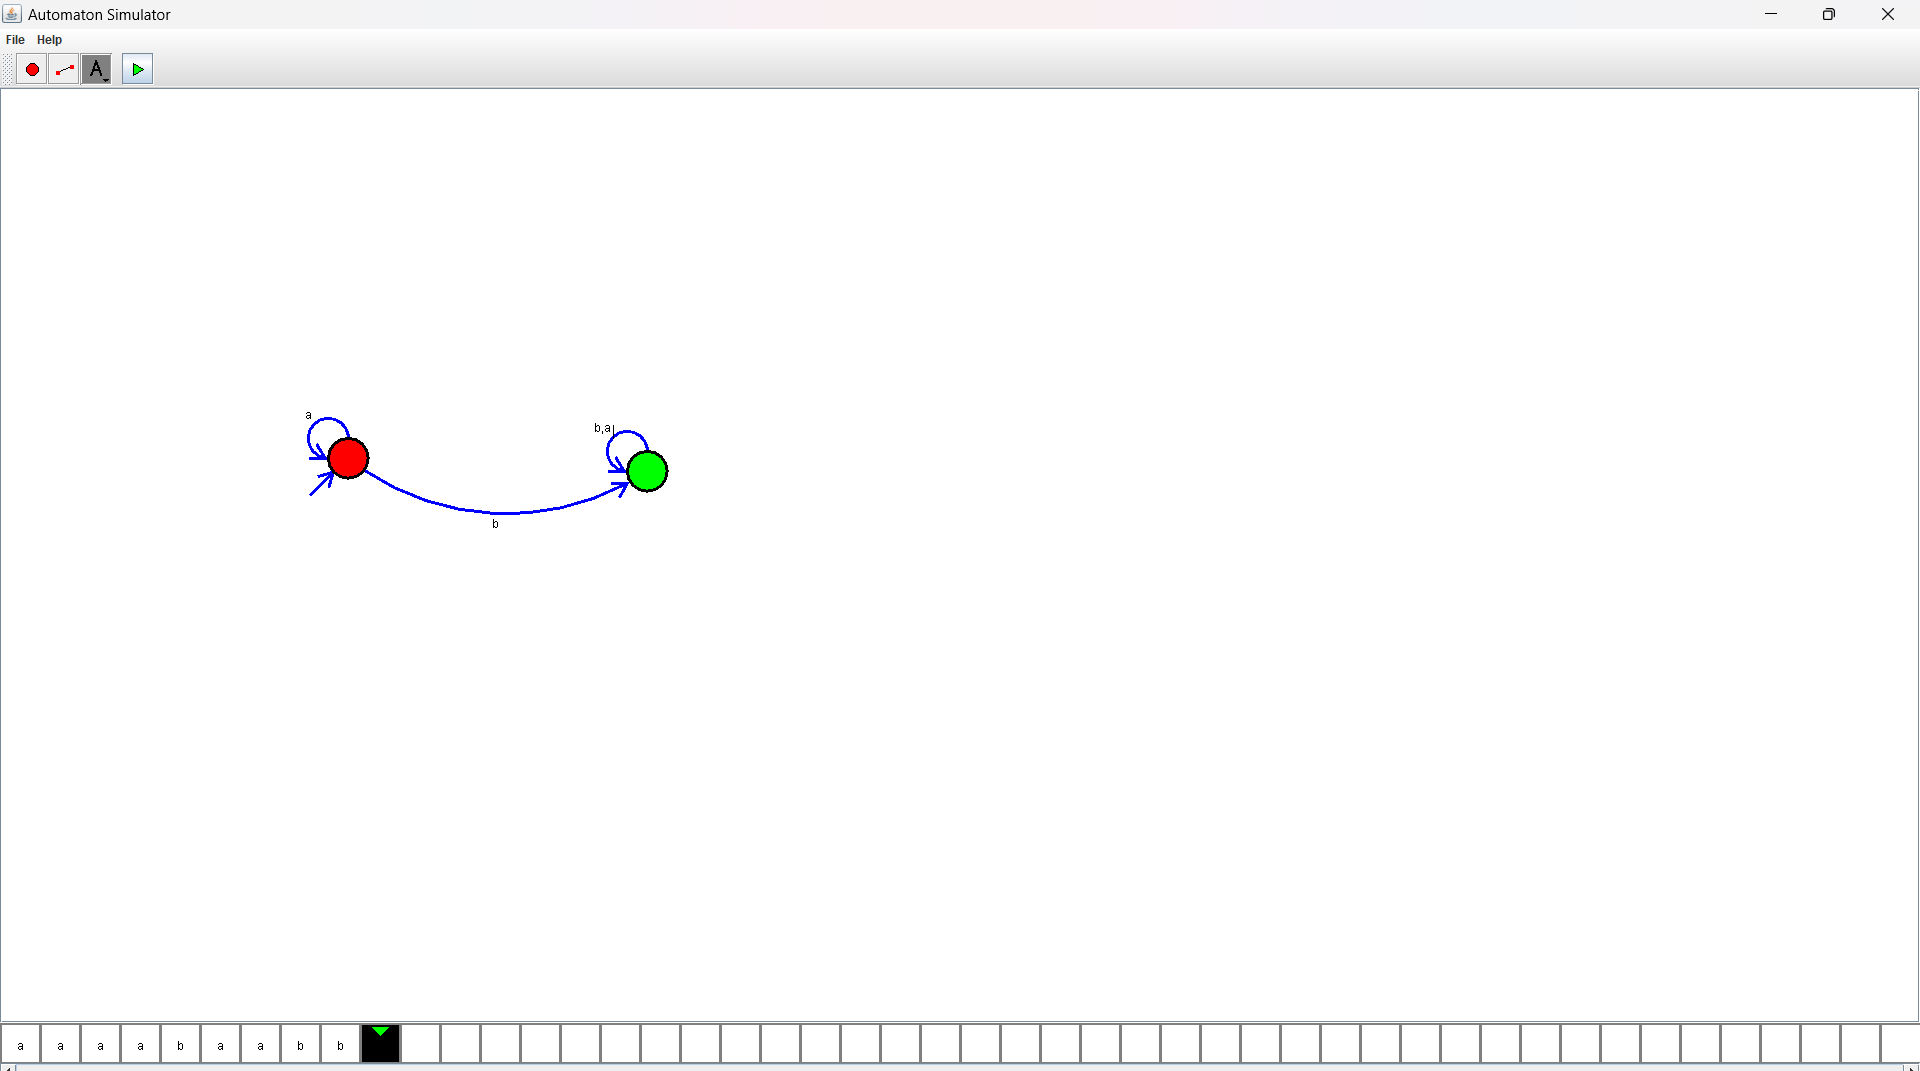 Automaton Simulator
File Help
A
a
b,a
b
a a a a b a a b b